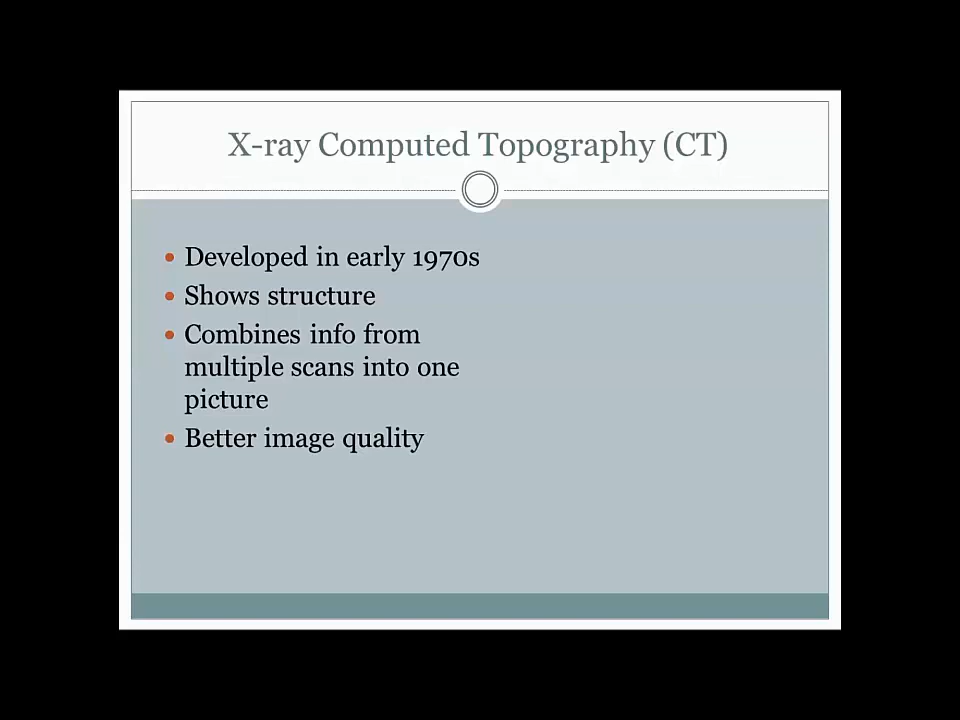 X-ray Computed Topography (CT)
• Developed in early 1970s
• Shows structure
• Combines info from
multiple scans into one
picture
• Better image quality